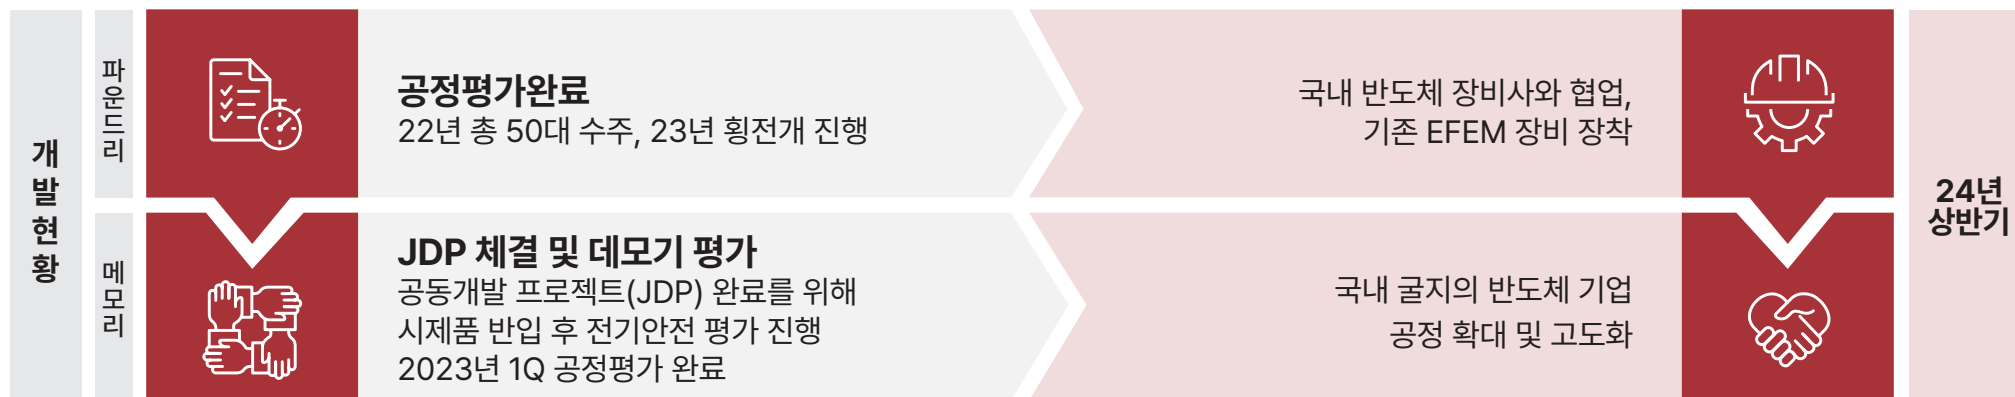 개발현황
파운드리
공정평가완료
22년 총 50대 수주, 23년 횡전개 진행
국내 반도체 장비사와 협업,
기존 EFEM 장비 장착
메모리
JDP 체결 및 데모기 평가
공동개발 프로젝트(JDP) 완료를 위해
시제품 반입 후 전기안전 평가 진행
2023년 1Q 공정평가 완료
국내 굴지의 반도체 기업
공정 확대 및 고도화
24년
상반기